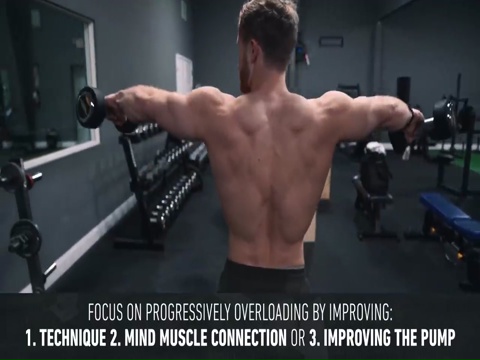 FOCUS ON PROGRESSIVELY OVERLOADING BY IMPROVING:
1. TECHNIQUE 2. MIND MUSCLE CONNECTION OR 3. IMPROVING THE PUMP